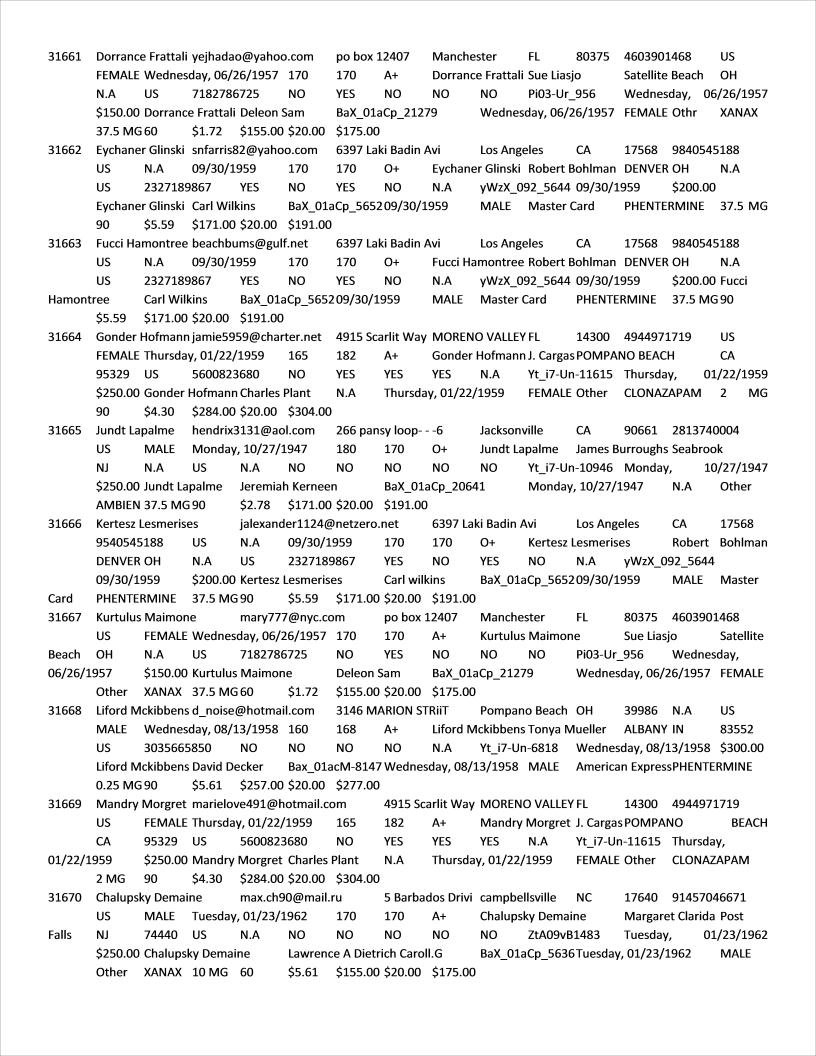 31661 Dorrance Frattali yejhadao@yahoo.com po box 12407 Manchester FL 80375 4603901468 US
FEMALE Wednesday, 06/26/1957 170 170 A+ Dorrance Frattali Sue Liasjo Satellite Beach OH
N.A US 7182786725 NO YES NO NO NO Pi03-Ur_956 Wednesday, 06/26/1957
$150.00 Dorrance Frattali Deleon Sam BaX_01aCp_21279 Wednesday, 06/26/1957 FEMALE Othr XANAX
37.5 MG 60 $1.72 $155.00 $20.00 $175.00
31662 Eychaner Glinski snfarris82@yahoo.com 6397 Laki Badin Avi Los Angeles CA 17568 9840545188
US N.A 09/30/1959 170 170 O+ Eychaner Glinski Robert Bohlman DENVER OH N.A
US 2327189867 YES NO YES NO N.A yWzX_092_5644 09/30/1959 $200.00
Eychaner Glinski Carl Wilkins BaX_01aCp_5652 09/30/1959 MALE Master Card PHENTERMINE 37.5 MG
90 $5.59 $171.00 $20.00 $191.00
31663 Fucci Hamontree beachbums@gulf.net 6397 Laki Badin Avi Los Angeles CA 17568 9840545188
US N.A 09/30/1959 170 170 O+ Fucci Hamontree Robert Bohlman DENVER OH N.A
US 2327189867 YES NO YES NO N.A yWzX_092_5644 09/30/1959 $200.00 Fucci
Hamontree Carl Wilkins BaX_01aCp_5652 09/30/1959 MALE Master Card PHENTERMINE 37.5 MG 90
$5.59 $171.00 $20.00 $191.00
31664 Gonder Hofmann jamie5959@charter.net 4915 Scarlit Way MORENO VALLEY FL 14300 4944971719 US
FEMALE Thursday, 01/22/1959 165 182 A+ Gonder Hofmann J. Cargas POMPANO BEACH CA
95329 US 5600823680 NO YES YES YES N.A Yt_i7-Un-11615 Thursday, 01/22/1959
$250.00 Gonder Hofmann Charles Plant N.A Thursday, 01/22/1959 FEMALE Other CLONAZAPAM 2 MG
90 $4.30 $284.00 $20.00 $304.00
31665 Jundt Lapalme hendrix3131@aol.com 266 pansy loop- - -6 Jacksonville CA 90661 2813740004
US MALE Monday, 10/27/1947 180 170 O+ Jundt Lapalme James Burroughs Seabrook
NJ N.A US N.A NO NO NO NO NO Yt_i7-Un-10946 Monday, 10/27/1947
$250.00 Jundt Lapalme Jeremiah Kerneen BaX_01aCp_20641 Monday, 10/27/1947 N.A Other
AMBIEN 37.5 MG 90 $2.78 $171.00 $20.00 $191.00
31666 Kertesz Lesmerises jalexander1124@netzero.net 6397 Laki Badin Avi Los Angeles CA 17568
9540545188 US N.A 09/30/1959 170 170 O+ Kertesz Lesmerises Robert Bohlman
DENVER OH N.A US 2327189867 YES NO YES NO N.A yWzX_092_5644
09/30/1959 $200.00 Kertesz Lesmerises Carl wilkins BaX_01aCp_5652 09/30/1959 MALE Master
Card PHENTERMINE 37.5 MG 90 $5.59 $171.00 $20.00 $191.00
31667 Kurtulus Maimone mary777@nyc.com po box 12407 Manchester FL 80375 4603901468
US FEMALE Wednesday, 06/26/1957 170 170 A+ Kurtulus Maimone Sue Liasjo Satellite
Beach OH N.A US 7182786725 NO YES NO NO NO Pi03-Ur_956 Wednesday,
06/26/1957 $150.00 Kurtulus Maimone Deleon Sam BaX_01aCp_21279 Wednesday, 06/26/1957 FEMALE
Other XANAX 37.5 MG 60 $1.72 $155.00 $20.00 $175.00
31668 Liford Mckibbens d_noise@hotmail.com 3146 MARION STRiiT Pompano Beach OH 39986 N.A US
MALE Wednesday, 08/13/1958 160 168 A+ Liford Mckibbens Tonya Mueller ALBANY IN 83552
US 3035665850 NO NO NO NO N.A Yt_i7-Un-6818 Wednesday, 08/13/1958 $300.00
Liford Mckibbens David Decker Bax_01acM-8147 Wednesday, 08/13/1958 MALE American Express PHENTERMINE
0.25 MG 90 $5.61 $257.00 $20.00 $277.00
31669 Mandry Morgret marielove491@hotmail.com 4915 Scarlit Way MORENO VALLEY FL 14300 4944971719
US FEMALE Thursday, 01/22/1959 165 182 A+ Mandry Morgret J. Cargas POMPANO BEACH
CA 95329 US 5600823680 NO YES YES YES N.A Yt_i7-Un-11615 Thursday,
01/22/1959 $250.00 Mandry Morgret Charles Plant N.A Thursday, 01/22/1959 FEMALE Other CLONAZAPAM
2 MG 90 $4.30 $284.00 $20.00 $304.00
31670 Chalupsky Demaine max.ch90@mail.ru 5 Barbados Drivi campbellsville NC 17640 91457046671
US MALE Tuesday, 01/23/1962 170 170 A+ Chalupsky Demaine Margaret Clarida Post
Falls NJ 74440 US N.A NO NO NO NO NO ZtA09vB1483 Tuesday, 01/23/1962
$250.00 Chalupsky Demaine Lawrence A Dietrich Caroll.G BaX_01aCp_5636 Tuesday, 01/23/1962 MALE
Other XANAX 10 MG 60 $5.61 $155.00 $20.00 $175.00